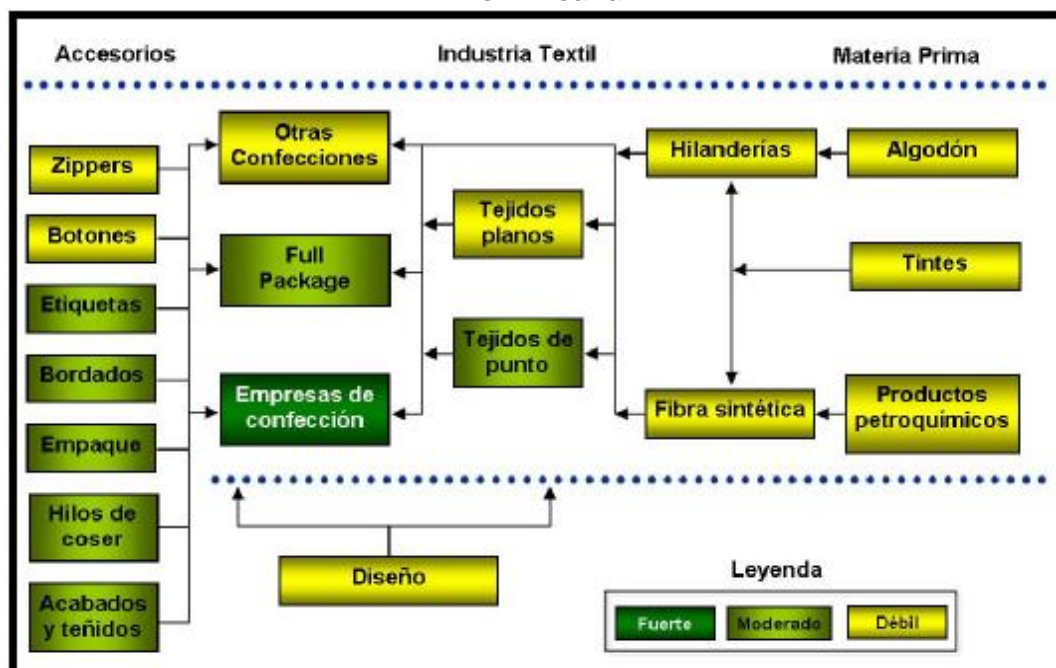 Accesorios
Industria Textil
Materia Prima
Zippers
Botones
Etiquetas
Bordados
Empaque
Hilos de
coser
Acabados
y teñidos
Otras
Confecciones
Full
Package
Empresas de
confección
Tejidos
planos
Tejidos de
punto
Hilanderías
Fibra sintética
Algodón
Tintes
Productos
petroquímicos
Diseño
Leyenda
Fuerte
Moderado
Débil